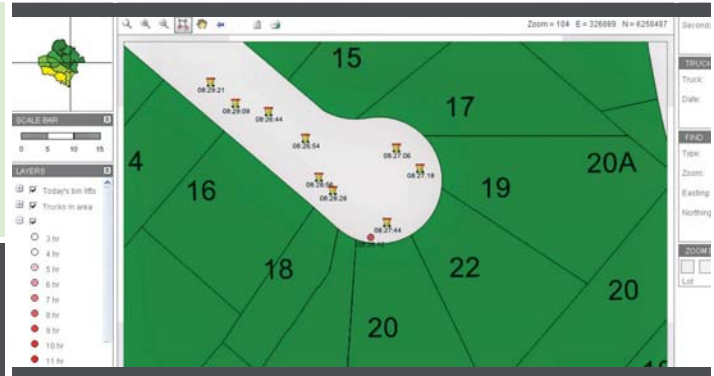 Zoom = 104 E = 326869 N = 6256487
Second
TRUCK
Truck:
Date:
FIND
Type:
Zoom:
Easting
Northing
Lot
SCALE BAR
0 5 10 15
LAYERS
Today's bin lifts
Trucks in area
3 hr
4 hr
5 hr
6 hr
7 hr
8 hr
9 hr
10 hr
11 hr
15
17
20A
4
16
19
18
22
20
20
08:29:21
08:29:09
08:26:44
08:26:54
08:27:06
08:27:18
08:28:28
08:27:44